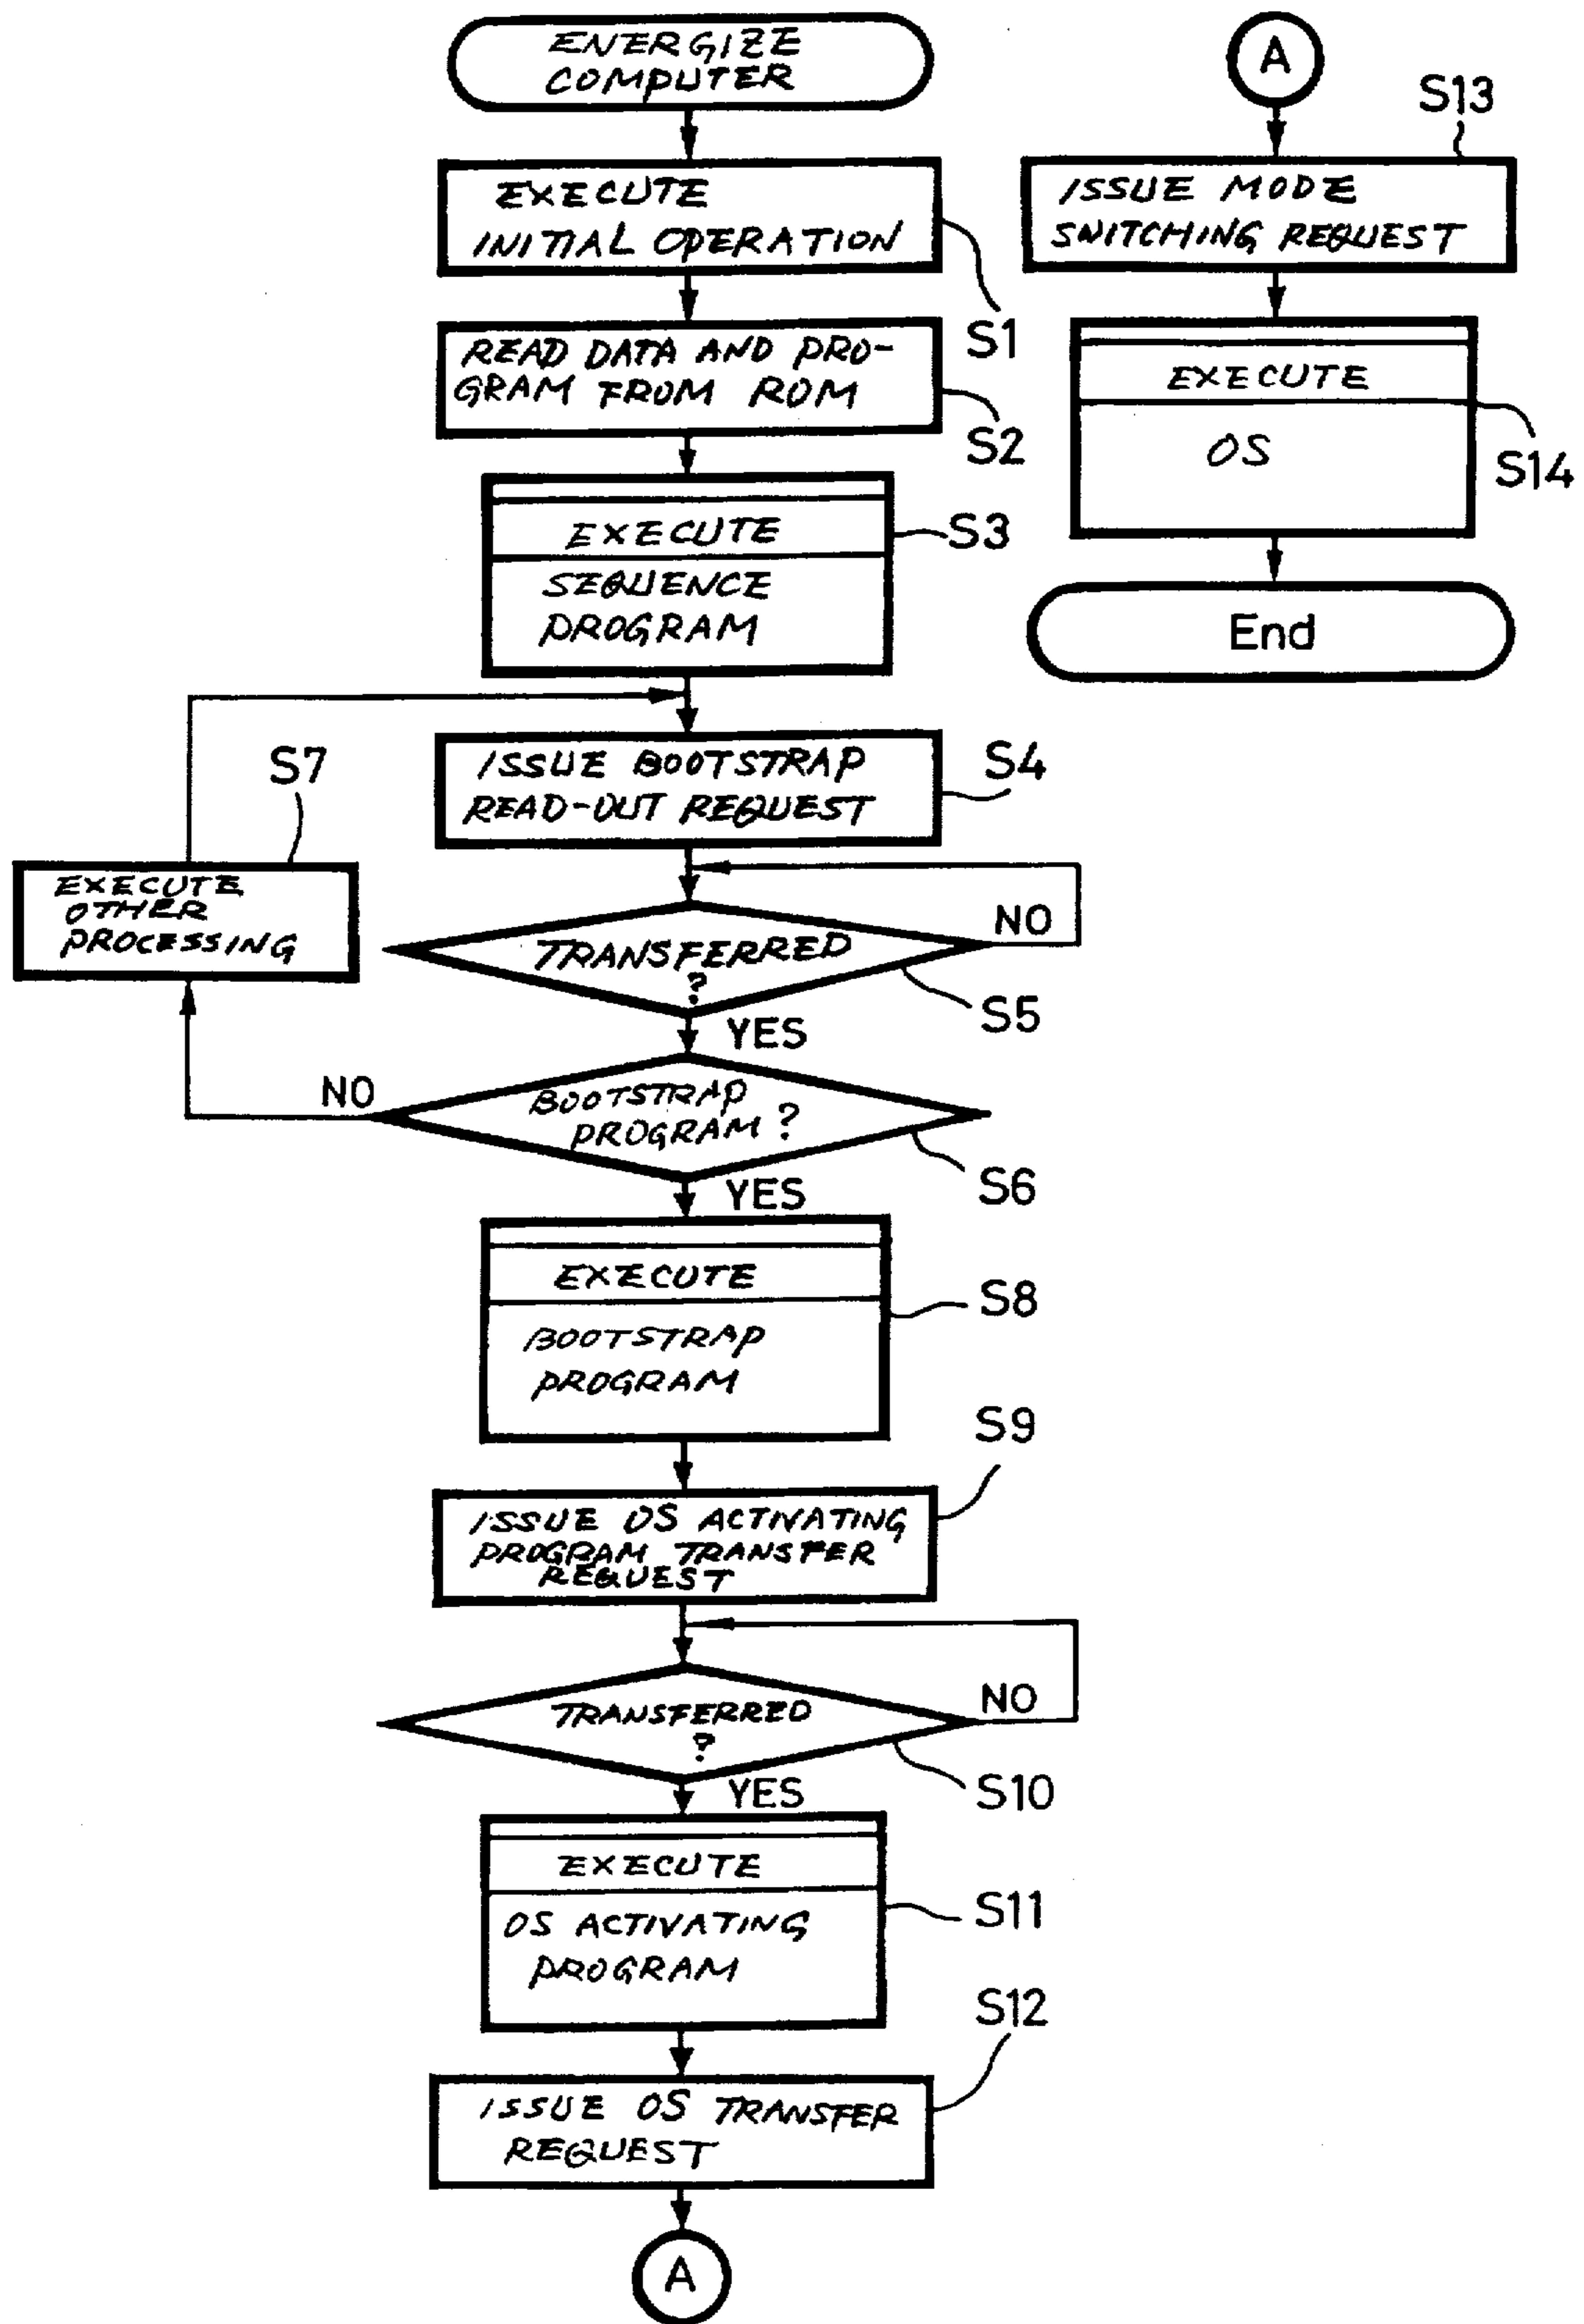 ENERGIZE
COMPUTER
EXECUTE
INITIAL OPERATION
S1
READ DATA AND PRO-
GRAM FROM ROM
S2
EXECUTE
S3
SEQUENCE
PROGRAM
ISSUE BOOTSTRAP
READ-OUT REQUEST
S4
S7
EXECUTE
OTHER
PROCESSING
TRANSFERRED
?
NO
S5
YES
BOOTSTRAP
PROGRAM ?
NO
S6
YES
EXECUTE
S8
BOOTSTRAP
PROGRAM
S9
ISSUE OS ACTIVATING
PROGRAM TRANSFER
REQUEST
TRANSFERRED
?
NO
S10
YES
EXECUTE
S11
OS ACTIVATING
PROGRAM
S12
ISSUE OS TRANSFER
REQUEST
A
A
S13
ISSUE MODE
SWITCHING REQUEST
EXECUTE
OS
S14
End